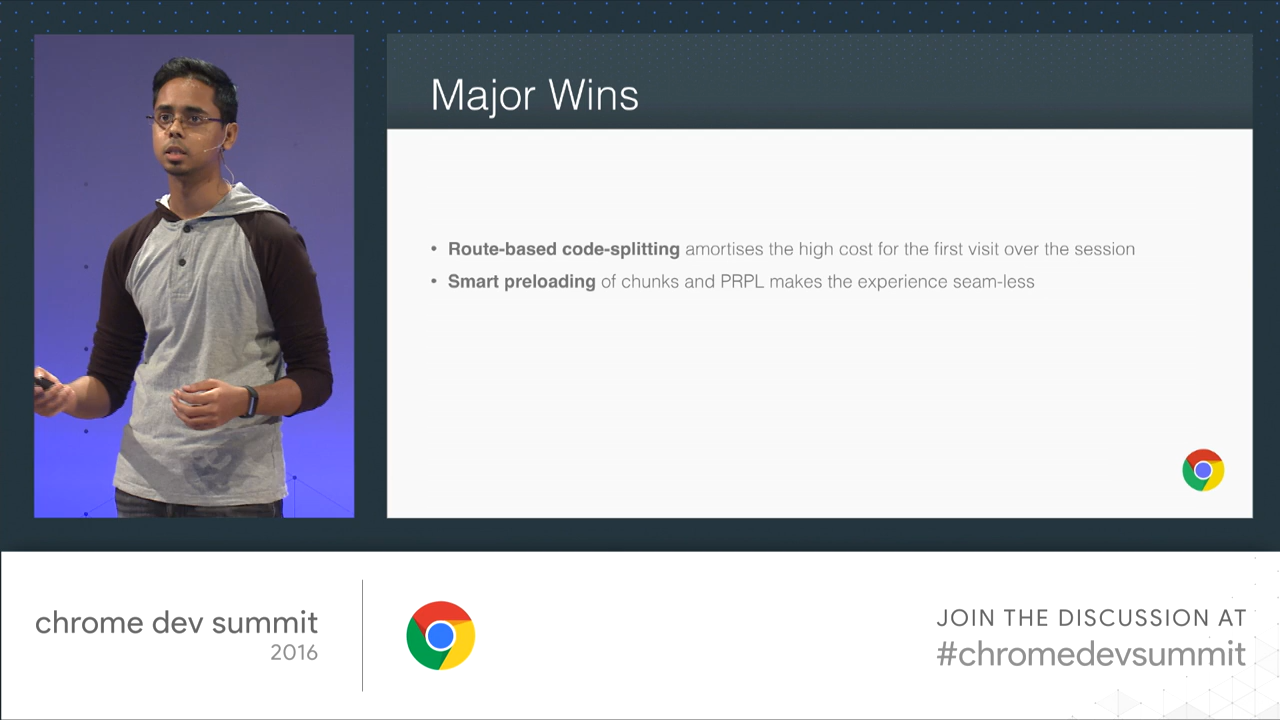 Major Wins
• Route-based code-splitting amortises the high cost for the first visit over the session
• Smart preloading of chunks and PRPL makes the experience seam-less
chrome dev summit
2016
JOIN THE DISCUSSION AT
#chromedevsummit